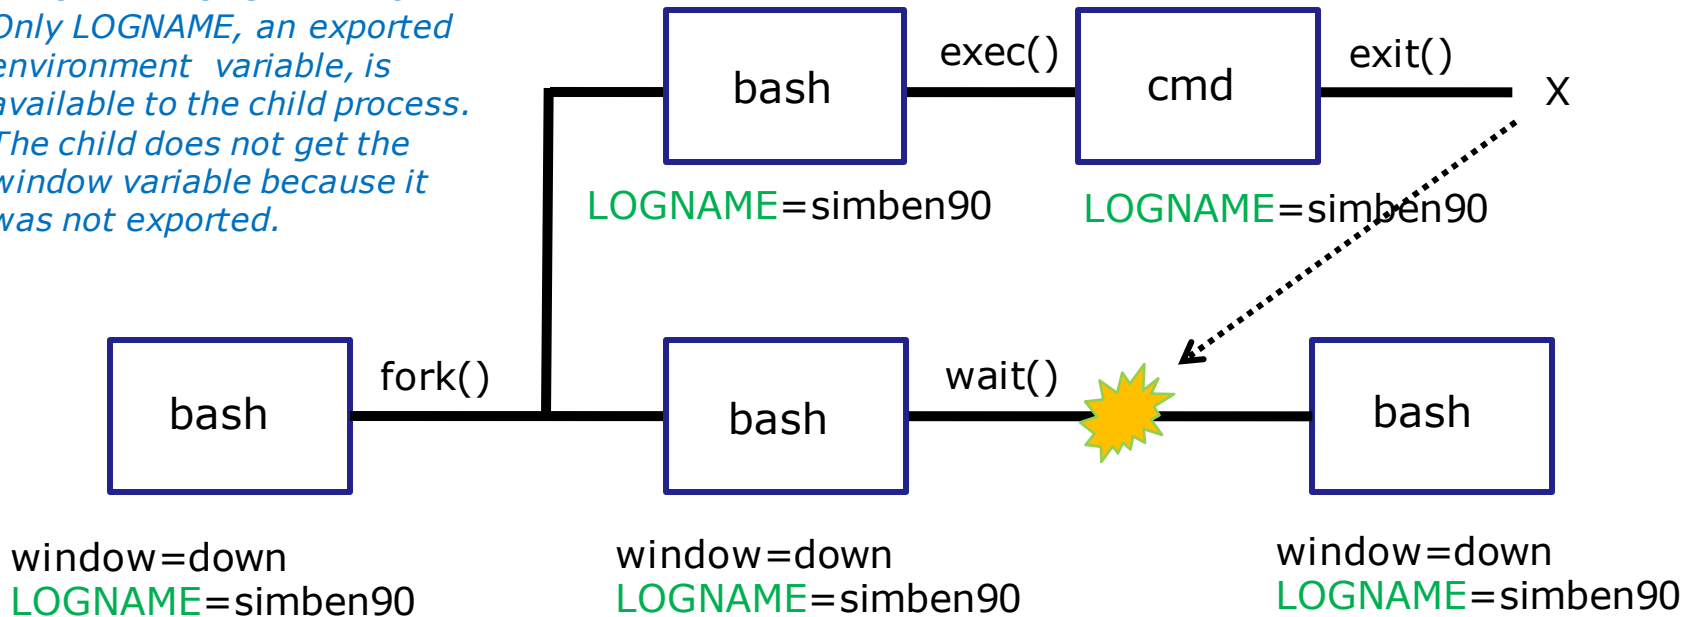 Only LOGNAME, an exported
environment variable, is
available to the child process.
The child does not get the
window variable because it
was not exported.
bash
exec()
cmd
exit()
X
LOGNAME=simben90
LOGNAME=simben90
bash
fork()
bash
wait()
bash
window=down
LOGNAME=simben90
window=down
LOGNAME=simben90
window=down
LOGNAME=simben90